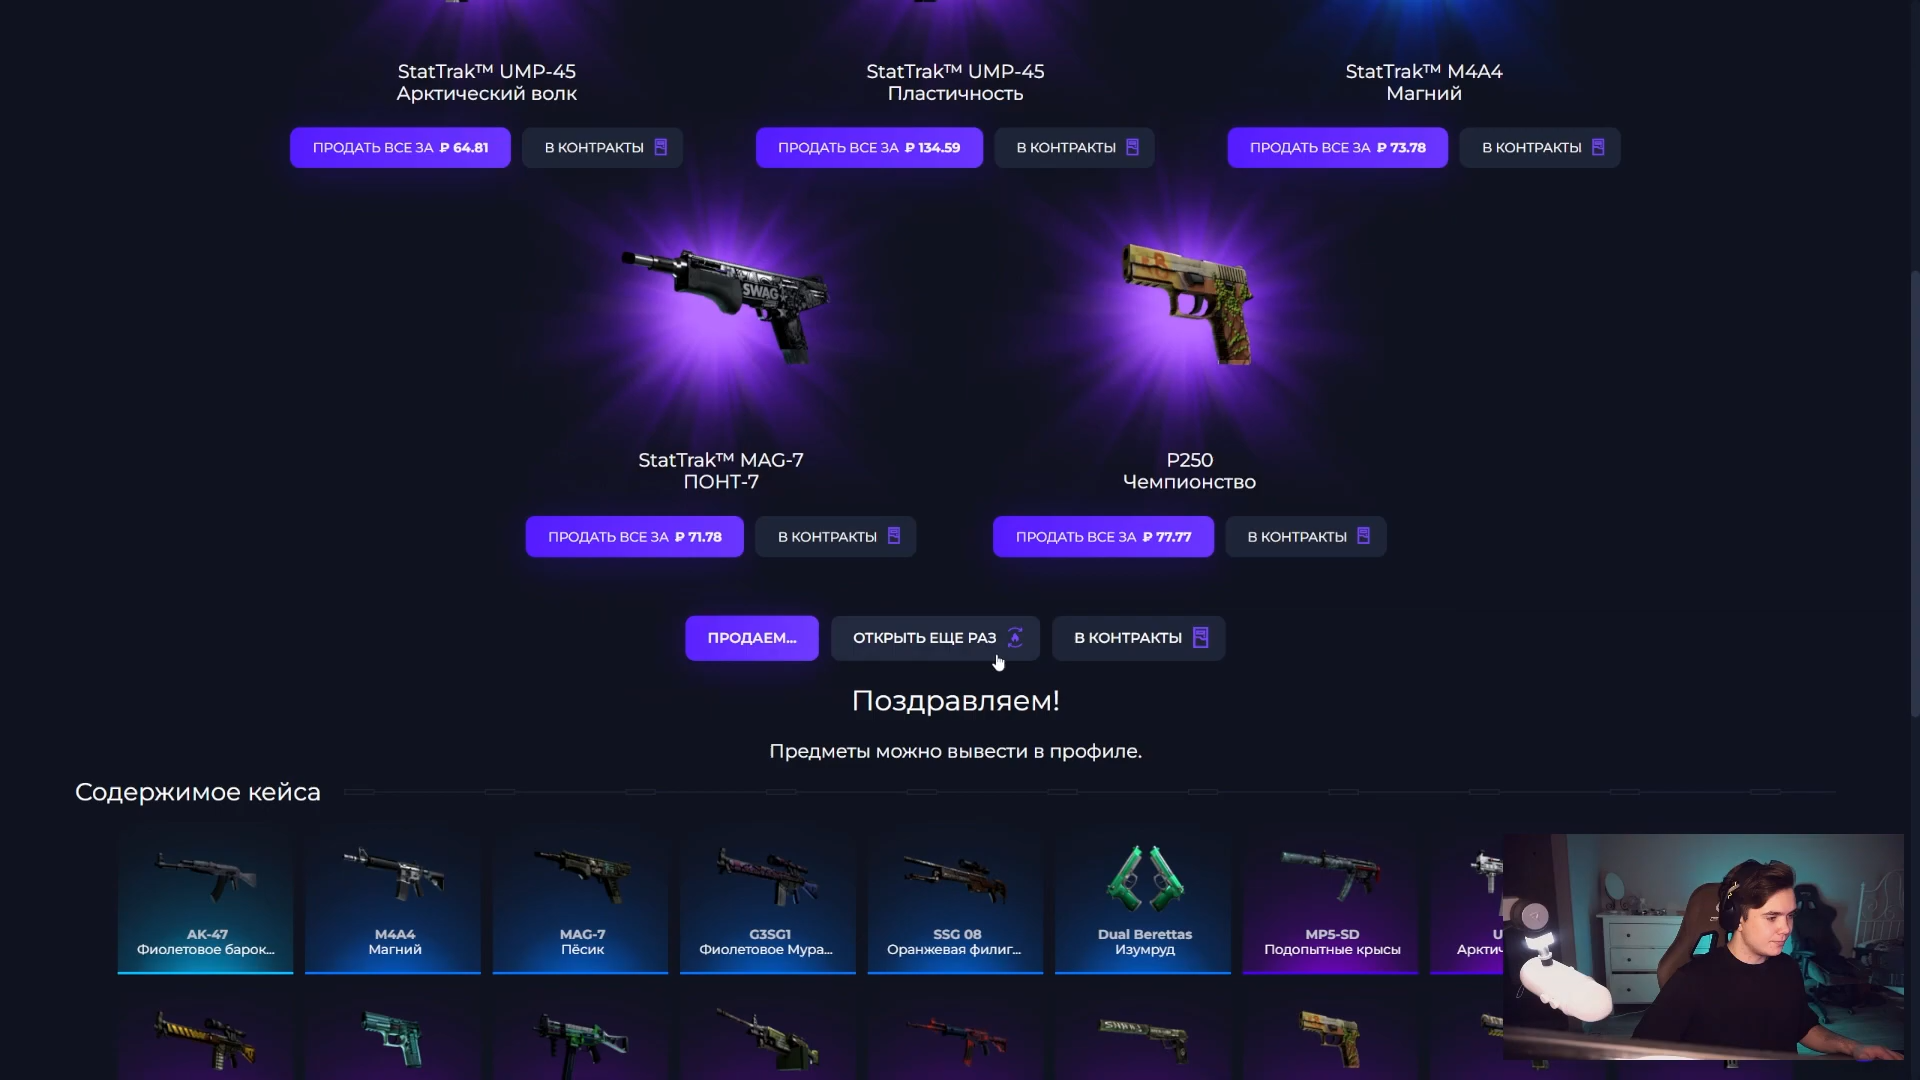 StatTrak™ UMP-45
Арктический волк
StatTrak™ UMP-45
Пластичность
StatTrak™ M4A4
Магний
ПРОДАТЬ ВСЕ ЗА ₽ 64.81
В КОНТРАКТЫ
ПРОДАТЬ ВСЕ ЗА ₽ 134.59
В КОНТРАКТЫ
ПРОДАТЬ ВСЕ ЗА ₽ 73.78
В КОНТРАКТЫ
SWAG
StatTrak™ MAG-7
ПОНТ-7
P250
Чемпионство
ПРОДАТЬ ВСЕ ЗА ₽ 71.78
В КОНТРАКТЫ
ПРОДАТЬ ВСЕ ЗА ₽ 77.77
В КОНТРАКТЫ
ПРОДАЕМ...
ОТКРЫТЬ ЕЩЕ РАЗ
В КОНТРАКТЫ
Поздравляем!
Предметы можно вывести в профиле.
Содержимое кейса
AK-47
Фиолетовое барок...
M4A4
Магний
MAG-7
Пёсик
G3SG1
Фиолетовое Мура...
SSG 08
Оранжевая филиг...
Dual Berettas
Изумруд
MP5-SD
Подопытные крысы
U
Арктич